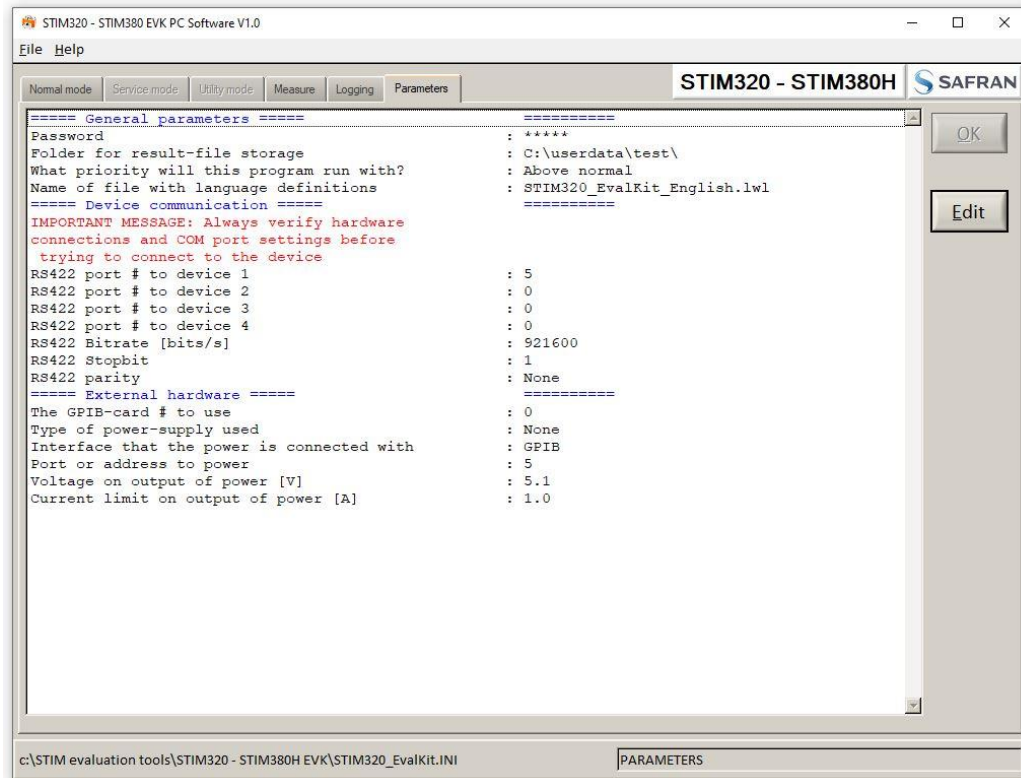 STIM320 - STIM380 EVK PC Software V1.0
File Help
Normal mode Service mode Utility mode Measure Logging Parameters STIM320 - STIM380H SAFRAN
===== General parameters ===== ==========
Password : *****
Folder for result-file storage : C:\userdata\test\
What priority will this program run with? : Above normal
Name of file with language definitions : STIM320_EvalKit_English.lwl
===== Device communication ===== ==========
IMPORTANT MESSAGE: Always verify hardware
connections and COM port settings before
trying to connect to the device
RS422 port # to device 1 : 5
RS422 port # to device 2 : 0
RS422 port # to device 3 : 0
RS422 port # to device 4 : 0
RS422 Bitrate [bits/s] : 921600
RS422 Stopbit : 1
RS422 parity : None
===== External hardware ===== ==========
The GPIB-card # to use : 0
Type of power-supply used : None
Interface that the power is connected with : GPIB
Port or address to power : 5
Voltage on output of power [V] : 5.1
Current limit on output of power [A] : 1.0
OK
Edit
c:\STIM evaluation tools\STIM320 - STIM380H EVK\STIM320_EvalKit.INI PARAMETERS